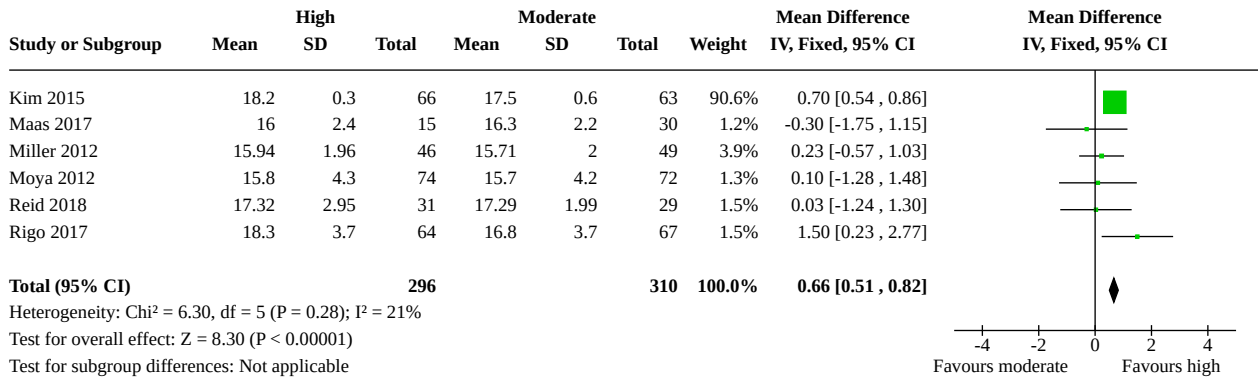 High Moderate Mean Difference Mean Difference
Study or Subgroup Mean SD Total Mean SD Total Weight IV, Fixed, 95% CI IV, Fixed, 95% CI
Kim 2015 18.2 0.3 66 17.5 0.6 63 90.6% 0.70 [0.54 , 0.86]
Maas 2017 16 2.4 15 16.3 2.2 30 1.2% -0.30 [-1.75 , 1.15]
Miller 2012 15.94 1.96 46 15.71 2 49 3.9% 0.23 [-0.57 , 1.03]
Moya 2012 15.8 4.3 74 15.7 4.2 72 1.3% 0.10 [-1.28 , 1.48]
Reid 2018 17.32 2.95 31 17.29 1.99 29 1.5% 0.03 [-1.24 , 1.30]
Rigo 2017 18.3 3.7 64 16.8 3.7 67 1.5% 1.50 [0.23 , 2.77]
Total (95% CI) 296 310 100.0% 0.66 [0.51 , 0.82]
Heterogeneity: Chi² = 6.30, df = 5 (P = 0.28); I² = 21%
Test for overall effect: Z = 8.30 (P < 0.00001)
Test for subgroup differences: Not applicable
-4 -2 0 2 4
Favours moderate Favours high